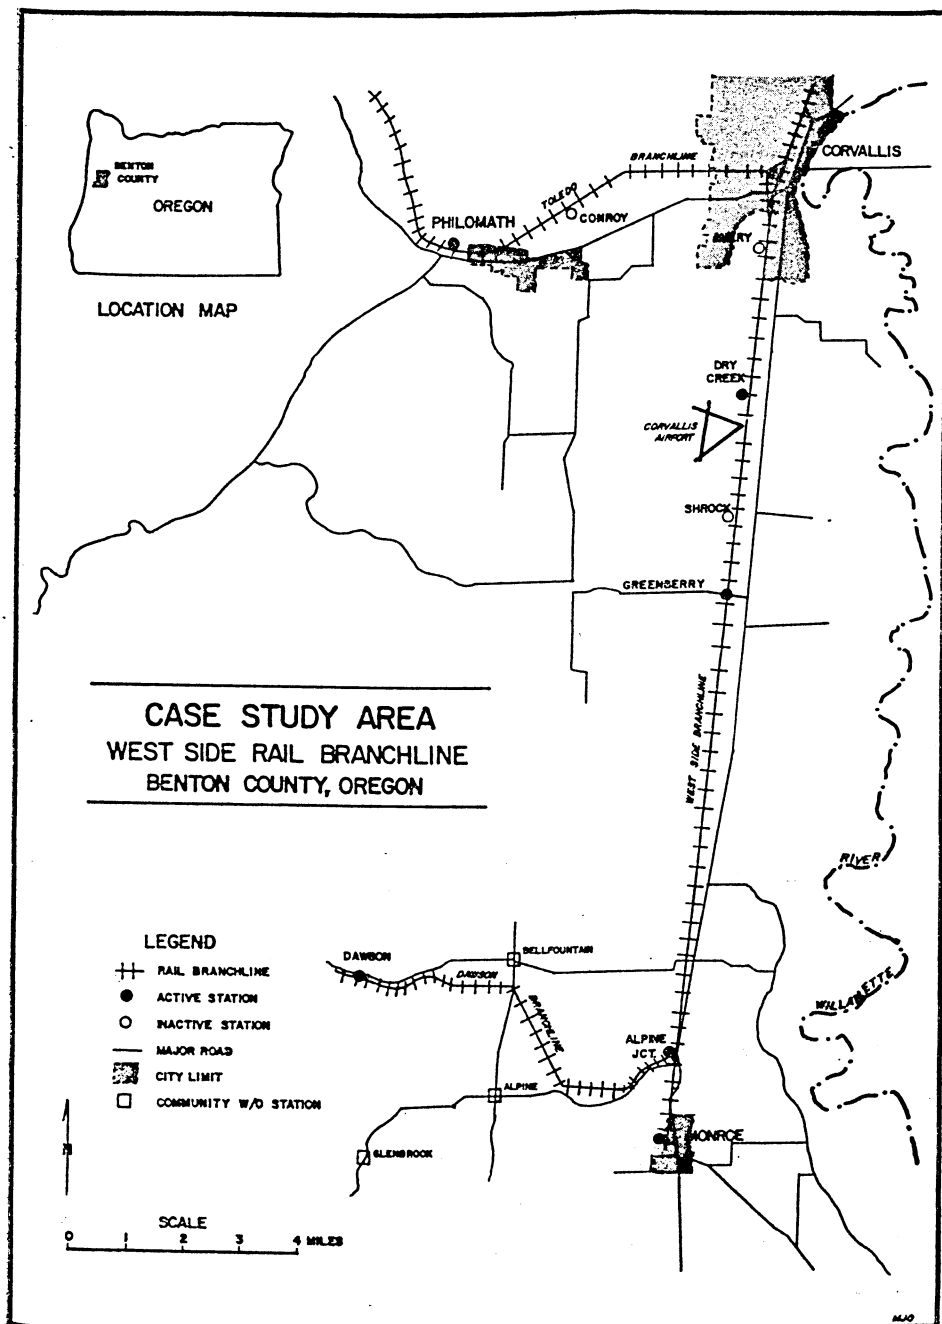 BENTON
COUNTY
OREGON
LOCATION MAP
BRANCHLINE
TOLEDO
CONROY
PHILOMATH
CORVALLIS
DRY
CREEK
CORVALLIS
AIRPORT
SHROCK
GREENBERRY
WEST SIDE BRANCHLINE
CASE STUDY AREA
WEST SIDE RAIL BRANCHLINE
BENTON COUNTY, OREGON
RIVER
WILLAMETTE
LEGEND
RAIL BRANCHLINE
ACTIVE STATION
INACTIVE STATION
MAJOR ROAD
CITY LIMIT
COMMUNITY W/O STATION
DAWSON
BELLFOUNTAIN
DAWSON
BRANCHLINE
ALPINE
JCT.
ALPINE
MONROE
GLENBROOK
N
SCALE
0 1 2 3 4 MILES
MJO